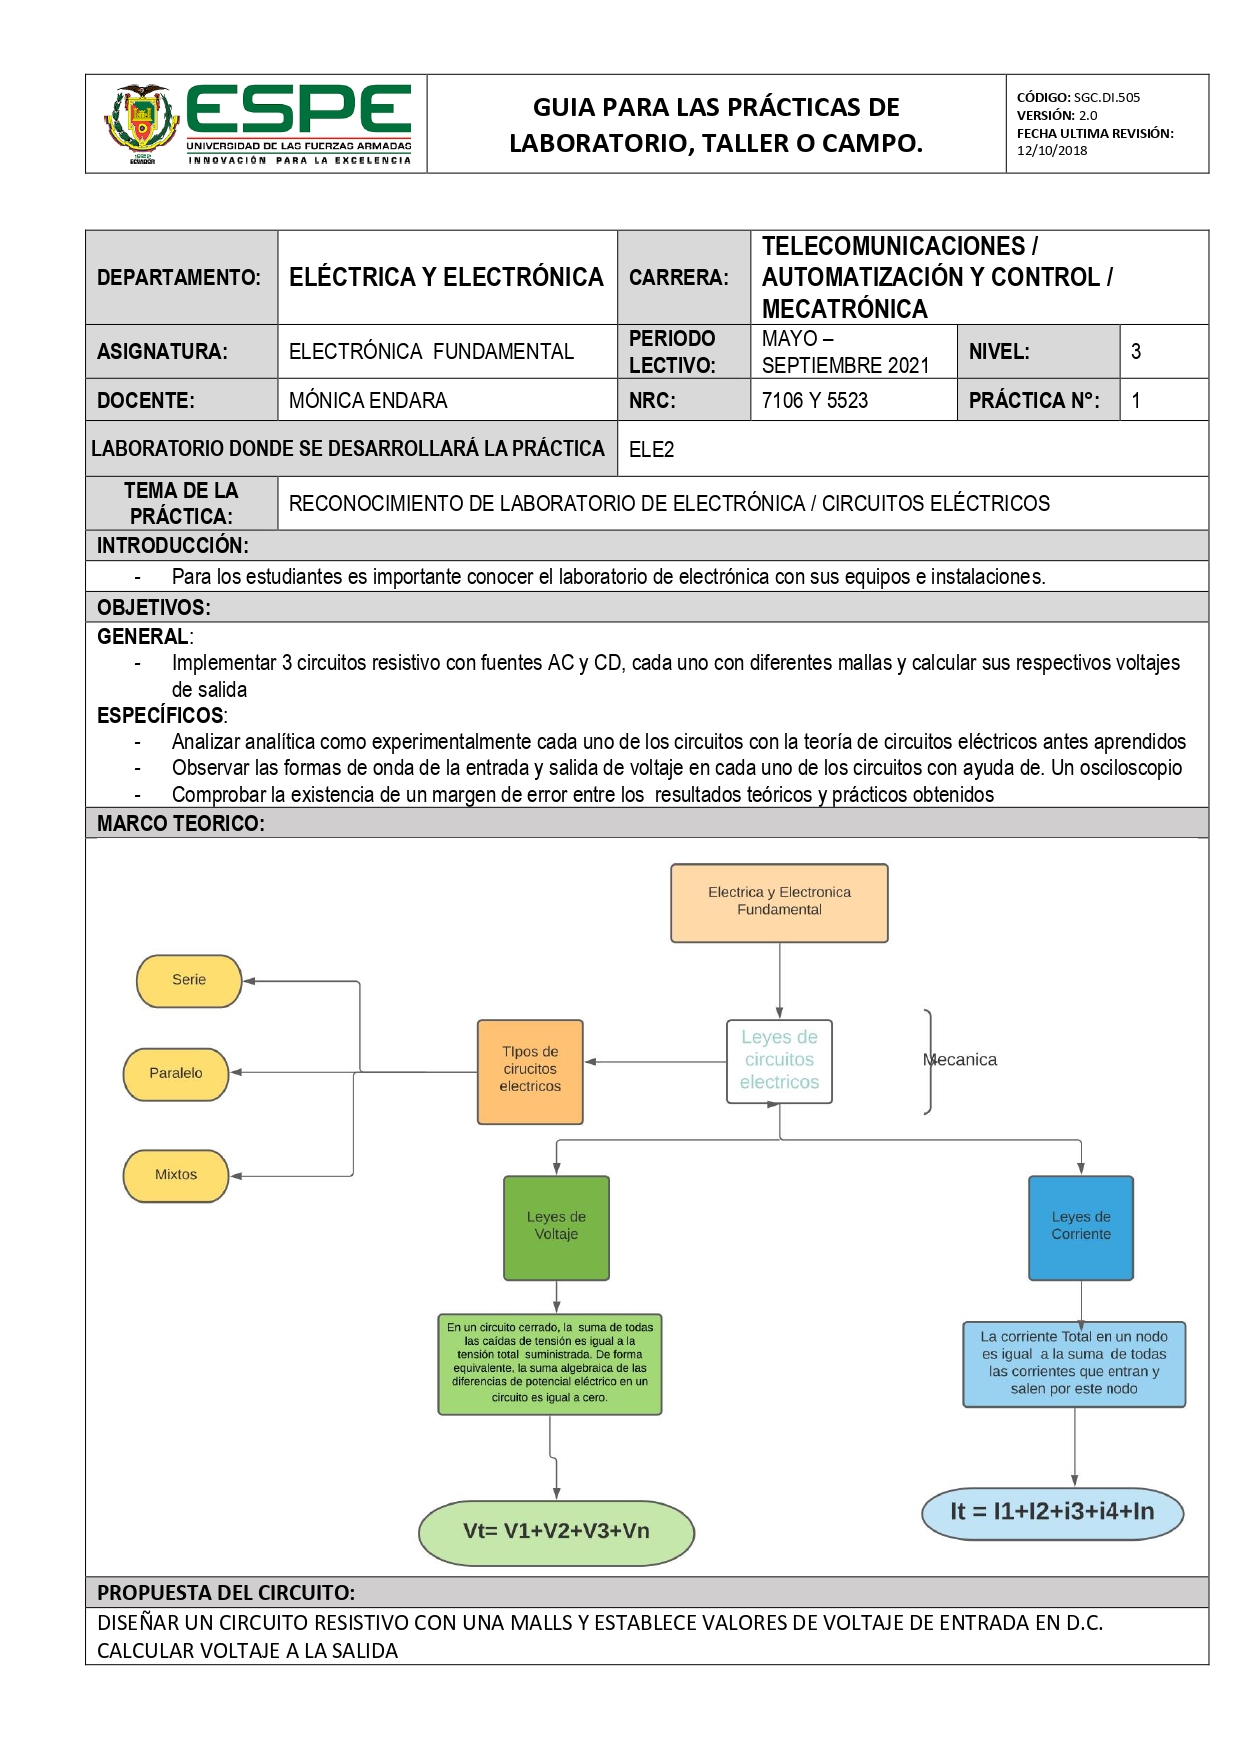 ESPE
UNIVERSIDAD DE LAS FUERZAS ARMADAS
INNOVACIÓN PARA LA EXCELENCIA
ECUADOR
GUIA PARA LAS PRÁCTICAS DE
LABORATORIO, TALLER O CAMPO.
CÓDIGO: SGC.DI.505
VERSIÓN: 2.0
FECHA ULTIMA REVISIÓN:
12/10/2018
DEPARTAMENTO:
ELÉCTRICA Y ELECTRÓNICA
CARRERA:
TELECOMUNICACIONES /
AUTOMATIZACIÓN Y CONTROL /
MECATRÓNICA
ASIGNATURA:
ELECTRÓNICA FUNDAMENTAL
PERIODO
LECTIVO:
MAYO –
SEPTIEMBRE 2021
NIVEL:
3
DOCENTE:
MÓNICA ENDARA
NRC:
7106 Y 5523
PRÁCTICA N°:
1
LABORATORIO DONDE SE DESARROLLARÁ LA PRÁCTICA
ELE2
TEMA DE LA
PRÁCTICA:
RECONOCIMIENTO DE LABORATORIO DE ELECTRÓNICA / CIRCUITOS ELÉCTRICOS
INTRODUCCIÓN:
- Para los estudiantes es importante conocer el laboratorio de electrónica con sus equipos e instalaciones.
OBJETIVOS:
GENERAL:
- Implementar 3 circuitos resistivo con fuentes AC y CD, cada uno con diferentes mallas y calcular sus respectivos voltajes
de salida
ESPECÍFICOS:
- Analizar analítica como experimentalmente cada uno de los circuitos con la teoría de circuitos eléctricos antes aprendidos
- Observar las formas de onda de la entrada y salida de voltaje en cada uno de los circuitos con ayuda de. Un osciloscopio
- Comprobar la existencia de un margen de error entre los resultados teóricos y prácticos obtenidos
MARCO TEORICO:
Electrica y Electronica
Fundamental
Serie
Paralelo
Mixtos
TIpos de
cirucitos
electricos
Leyes de
circuitos
electricos
Mecanica
Leyes de
Voltaje
Leyes de
Corriente
En un circuito cerrado, la suma de todas
las caídas de tensión es igual a la
tensión total suministrada. De forma
equivalente, la suma algebraica de las
diferencias de potencial eléctrico en un
circuito es igual a cero.
La corriente Total en un nodo
es igual a la suma de todas
las corrientes que entran y
salen por este nodo
Vt= V1+V2+V3+Vn
It = I1+I2+i3+i4+In
PROPUESTA DEL CIRCUITO:
DISEÑAR UN CIRCUITO RESISTIVO CON UNA MALLS Y ESTABLECE VALORES DE VOLTAJE DE ENTRADA EN D.C.
CALCULAR VOLTAJE A LA SALIDA